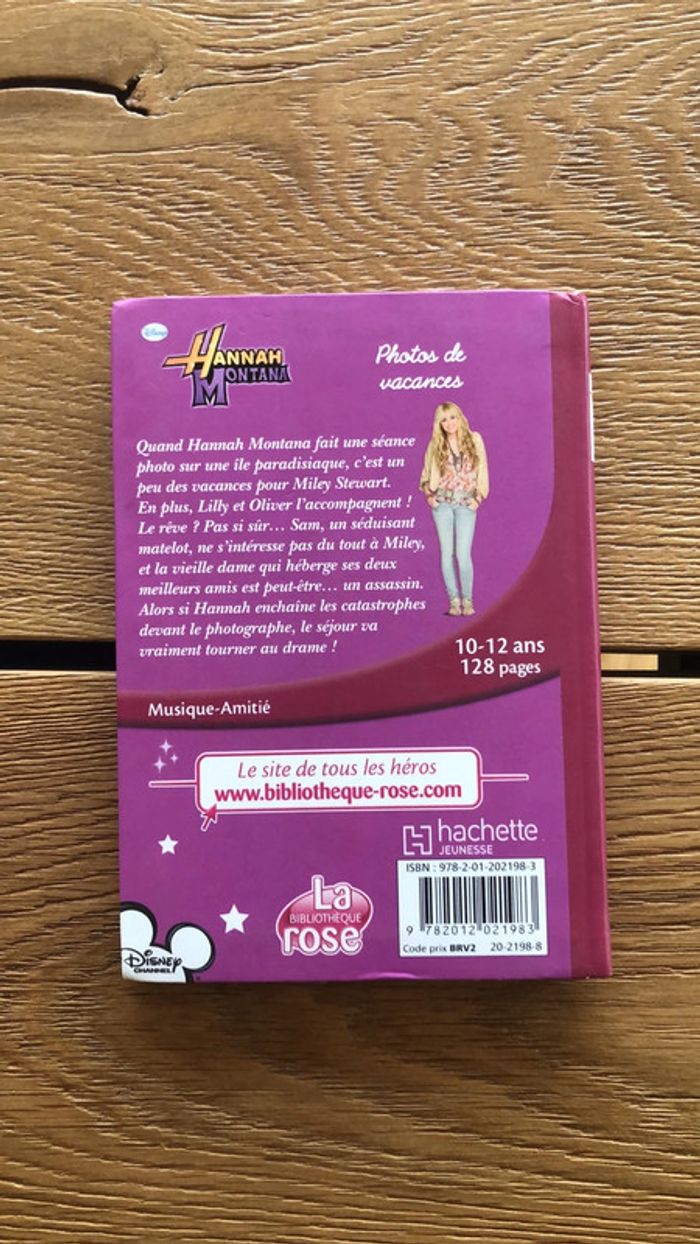 Disney
HANNAH
MONTANA
Photos de
vacances
Quand Hannah Montana fait une séance
photo sur une île paradisiaque, c'est un
peu des vacances pour Miley Stewart.
En plus, Lilly et Oliver l'accompagnent !
Le rêve ? Pas si sûr... Sam, un séduisant
matelot, ne s'intéresse pas du tout à Miley,
et la vieille dame qui héberge ses deux
meilleurs amis est peut-être... un assassin.
Alors si Hannah enchaîne les catastrophes
devant le photographe, le séjour va
vraiment tourner au drame !
10-12 ans
128 pages
Musique-Amitié
Le site de tous les héros
www.bibliotheque-rose.com
hachette
JEUNESSE
ISBN : 978-2-01-202198-3
9 782012 021983
Code prix BRV2 20-2198-8
La
BIBLIOTHÈQUE
rose
Disney
CHANNEL